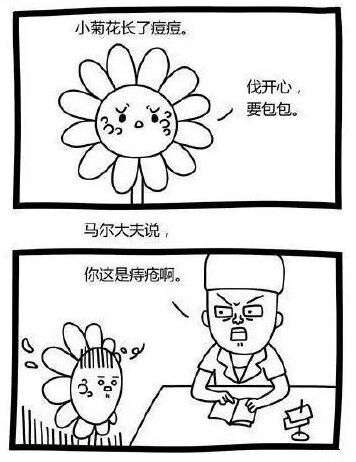 小菊花长了痘痘。
伐开心，
要包包。
马尔大夫说，
你这是痔疮啊。